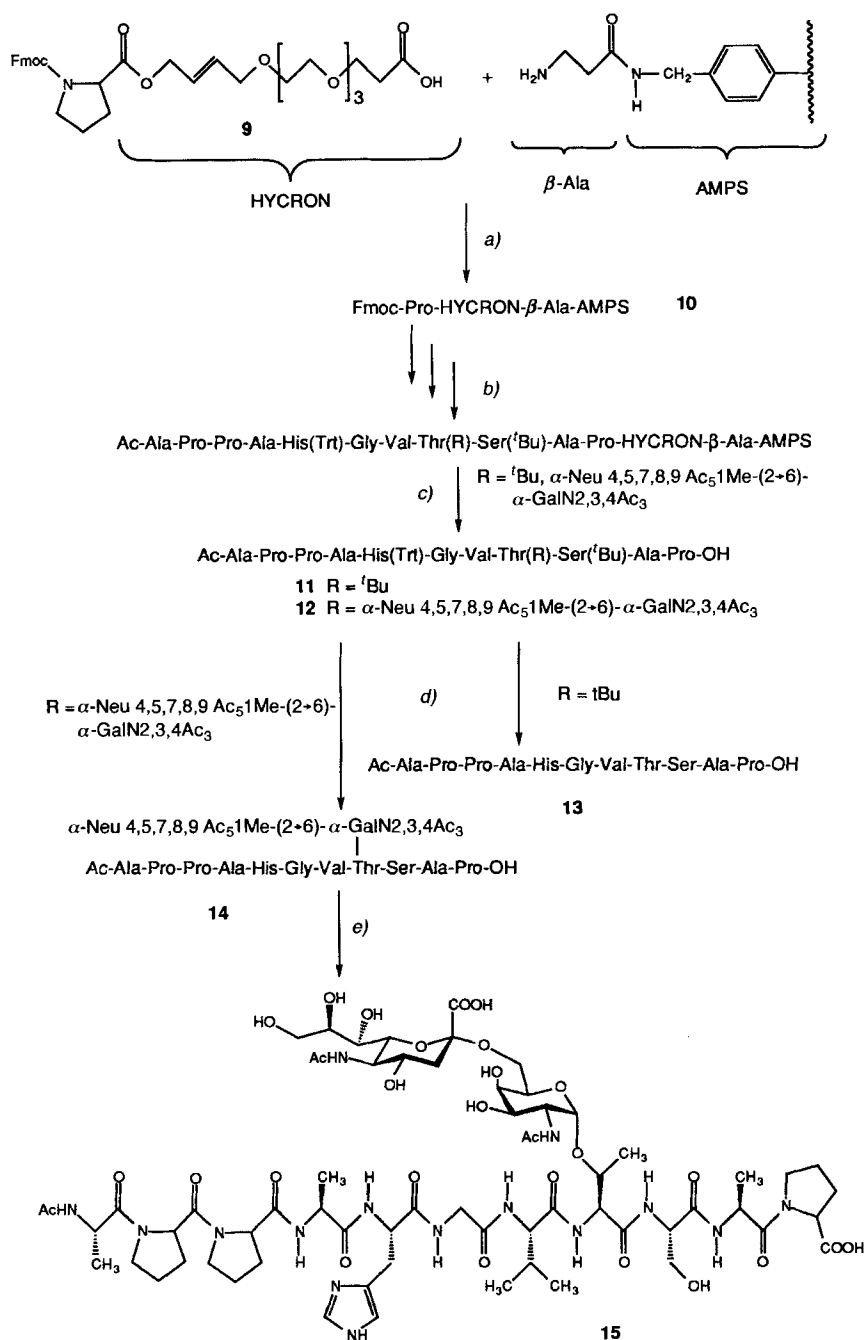 Fmoc
N
O
O
O
O
3
O
OH
9
HYCRON
+
H₂N
O
N
H
CH₂
β-Ala
AMPS
a)
Fmoc-Pro-HYCRON-β-Ala-AMPS 10
b)
Ac-Ala-Pro-Pro-Ala-His(Trt)-Gly-Val-Thr(R)-Ser(ᵗBu)-Ala-Pro-HYCRON-β-Ala-AMPS
c)
R = ᵗBu, α-Neu 4,5,7,8,9 Ac₅1Me-(2→6)-
α-GalN2,3,4Ac₃
Ac-Ala-Pro-Pro-Ala-His(Trt)-Gly-Val-Thr(R)-Ser(ᵗBu)-Ala-Pro-OH
11 R = ᵗBu
12 R = α-Neu 4,5,7,8,9 Ac₅1Me-(2→6)-α-GalN2,3,4Ac₃
R = α-Neu 4,5,7,8,9 Ac₅1Me-(2→6)-
α-GalN2,3,4Ac₃
d)
R = tBu
Ac-Ala-Pro-Pro-Ala-His-Gly-Val-Thr-Ser-Ala-Pro-OH
13
α-Neu 4,5,7,8,9 Ac₅1Me-(2→6)-α-GalN2,3,4Ac₃
Ac-Ala-Pro-Pro-Ala-His-Gly-Val-Thr-Ser-Ala-Pro-OH
14
e)
HO
OH
OH
COOH
AcHN
O
OH
O
HO
HO
O
AcHN
O
CH₃
AcHN
CH₃
O
N
O
N
O
N
H
CH₃
O
H
N
O
N
H
O
H
N
O
N
H
O
H
N
O
N
H
CH₃
O
N
COOH
N
NH
H₃C
CH₃
OH
15